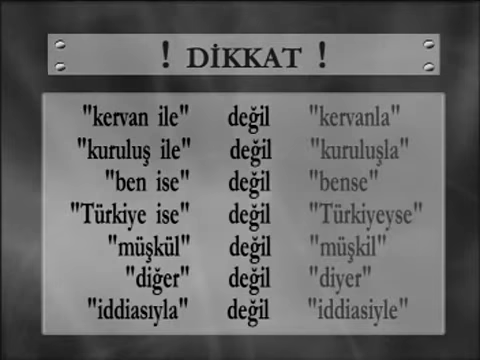 ! DİKKAT !
"kervan ile" değil "kervanla"
"kuruluş ile" değil "kuruluşla"
"ben ise" değil "bense"
"Türkiye ise" değil "Türkiyeyse"
"müşkül" değil "müşkil"
"diğer" değil "diyer"
"iddiasıyla" değil "iddiasiyle"